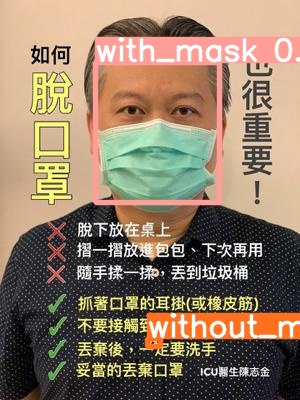 如何
脫口罩
也很重要！
with_mask 0.
脫下放在桌上
摺一摺放進包包、下次再用
隨手揉一揉，丟到垃圾桶
抓著口罩的耳掛(或橡皮筋)
不要接觸到
without_m
丟棄後，一定要洗手
妥當的丟棄口罩
ICU醫生陳志金